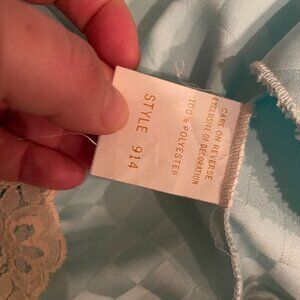 CARE ON REVERSE
EXCLUSIVE OF DECORATION
100% POLYESTER
STYLE 914